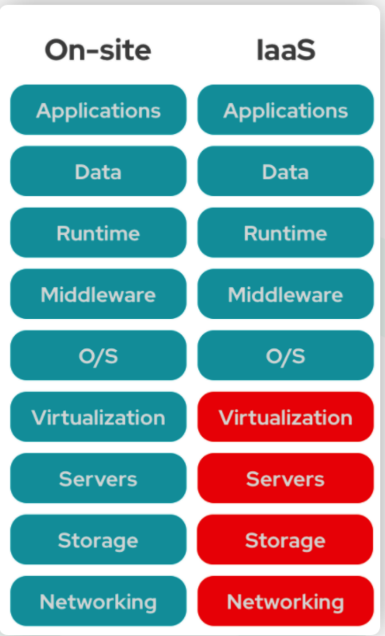 On-site IaaS
Applications Applications
Data Data
Runtime Runtime
Middleware Middleware
O/S O/S
Virtualization Virtualization
Servers Servers
Storage Storage
Networking Networking